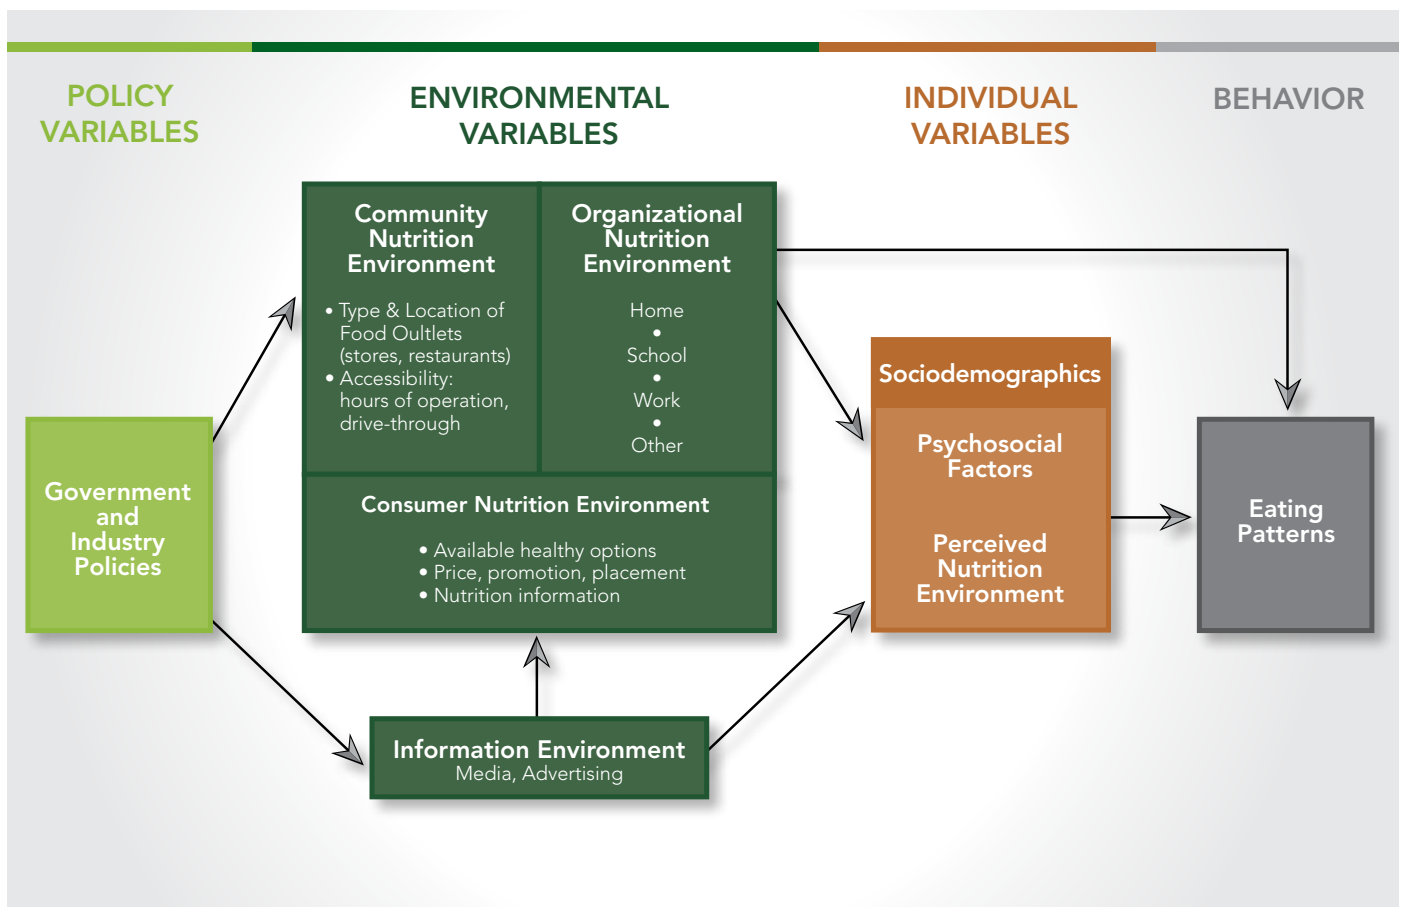 POLICY
VARIABLES
ENVIRONMENTAL
VARIABLES
INDIVIDUAL
VARIABLES
BEHAVIOR
Government
and
Industry
Policies
Community
Nutrition
Environment
• Type & Location of
Food Oultlets
(stores, restaurants)
• Accessibility:
hours of operation,
drive-through
Organizational
Nutrition
Environment
Home
•
School
•
Work
•
Other
Consumer Nutrition Environment
• Available healthy options
• Price, promotion, placement
• Nutrition information
Information Environment
Media, Advertising
Sociodemographics
Psychosocial
Factors
Perceived
Nutrition
Environment
Eating
Patterns